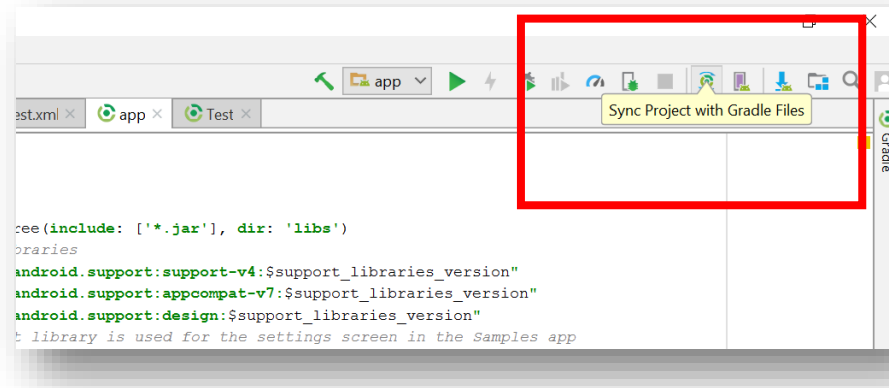 app
est.xml
app
Test
Sync Project with Gradle Files
Gradle
ree(include: ['*.jar'], dir: 'libs')
praries
android.support:support-v4:$support_libraries_version"
android.support:appcompat-v7:$support_libraries_version"
android.support:design:$support_libraries_version"
t library is used for the settings screen in the Samples app